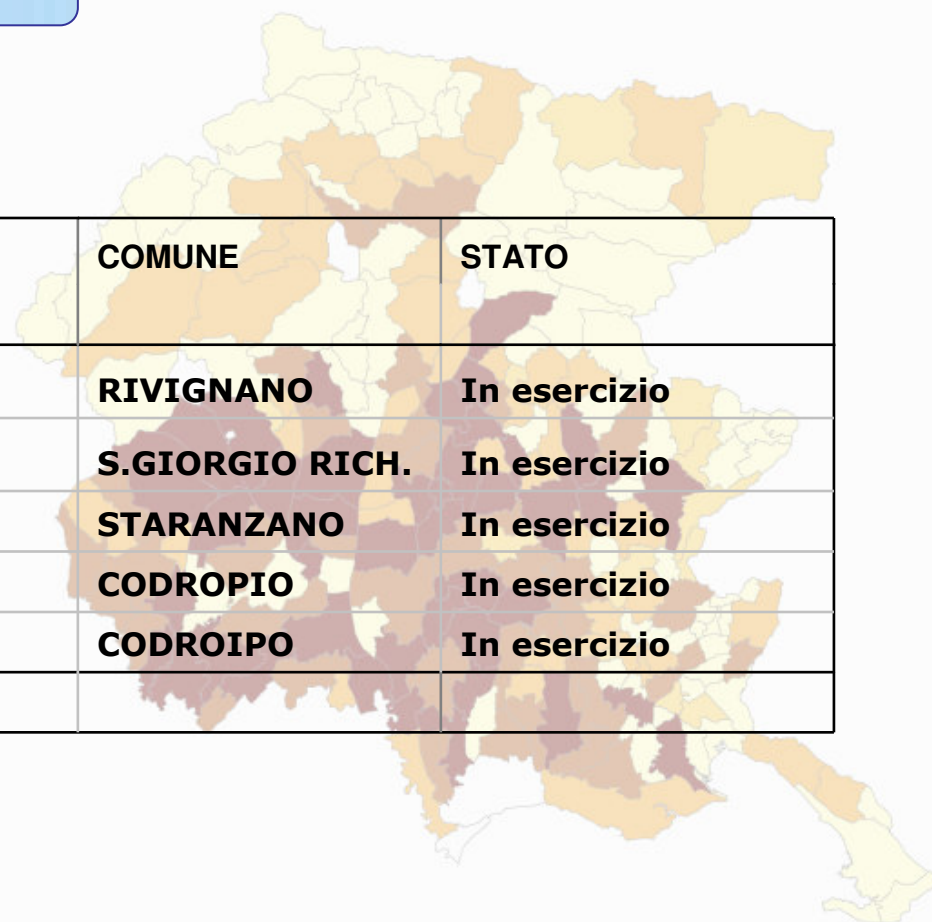 COMUNE STATO
RIVIGNANO In esercizio
S.GIORGIO RICH. In esercizio
STARANZANO In esercizio
CODROPIO In esercizio
CODROIPO In esercizio